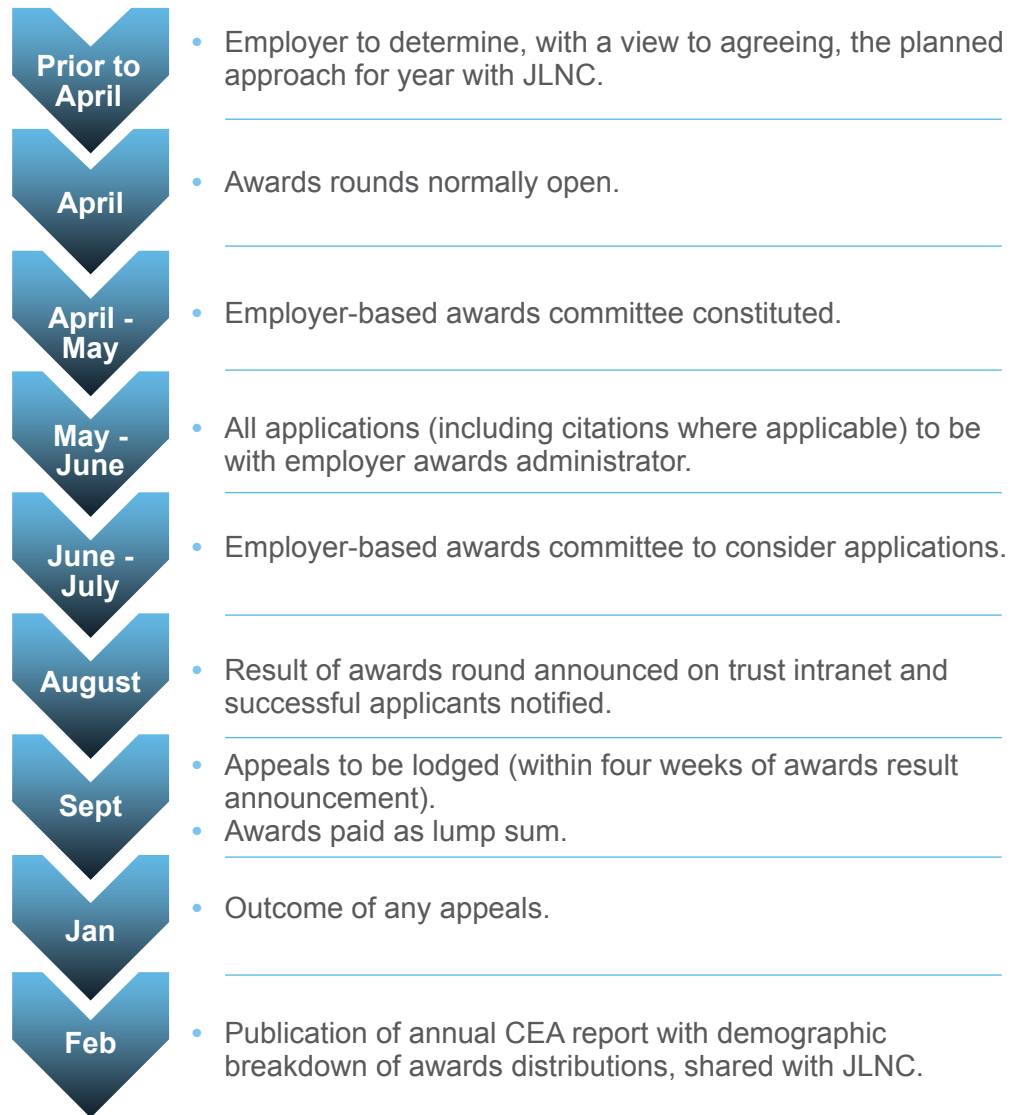 Prior to
April
• Employer to determine, with a view to agreeing, the planned
approach for year with JLNC.
April
• Awards rounds normally open.
April -
May
• Employer-based awards committee constituted.
May -
June
• All applications (including citations where applicable) to be
with employer awards administrator.
June -
July
• Employer-based awards committee to consider applications.
August
• Result of awards round announced on trust intranet and
successful applicants notified.
Sept
• Appeals to be lodged (within four weeks of awards result
announcement).
• Awards paid as lump sum.
Jan
• Outcome of any appeals.
Feb
• Publication of annual CEA report with demographic
breakdown of awards distributions, shared with JLNC.